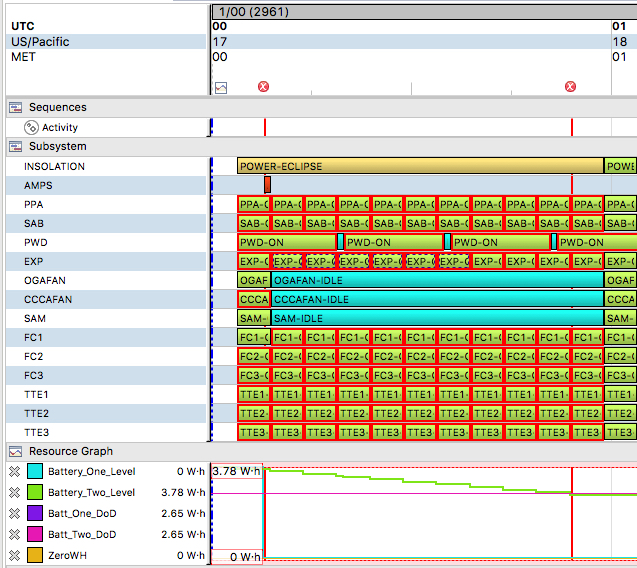 1/00 (2961)
UTC 00 01
US/Pacific 17 18
MET 00 01
Sequences
Activity
Subsystem
INSOLATION POWER-ECLIPSE POWE
AMPS
PPA PPA-C PPA-C PPA-C PPA-C PPA-C PPA-C PPA-C PPA-C PPA-C PPA-C PPA- PPA-C
SAB SAB-C SAB-C SAB-C SAB-C SAB-C SAB-C SAB-C SAB-C SAB-C SAB-C SAB- SAB-C
PWD PWD-ON PWD-ON PWD-ON PWD-ON
EXP EXP-C EXP-C EXP-C EXP-C EXP-C EXP-C EXP-C EXP-C EXP-C EXP-C EXP- EXP-C
OGAFAN OGAF OGAFAN-IDLE OGAF
CCCAFAN CCCA CCCAFAN-IDLE CCCA
SAM SAM- SAM-IDLE SAM-
FC1 FC1-C FC1-C FC1-C FC1-C FC1-C FC1-C FC1-C FC1-C FC1-C FC1-C FC1- FC1-C
FC2 FC2-C FC2-C FC2-C FC2-C FC2-C FC2-C FC2-C FC2-C FC2-C FC2-C FC2- FC2-C
FC3 FC3-C FC3-C FC3-C FC3-C FC3-C FC3-C FC3-C FC3-C FC3-C FC3-C FC3- FC3-C
TTE1 TTE1- TTE1- TTE1- TTE1- TTE1- TTE1- TTE1- TTE1- TTE1- TTE1- TTE1 TTE1-
TTE2 TTE2- TTE2- TTE2- TTE2- TTE2- TTE2- TTE2- TTE2- TTE2- TTE2- TTE2 TTE2-
TTE3 TTE3- TTE3- TTE3- TTE3- TTE3- TTE3- TTE3- TTE3- TTE3- TTE3- TTE3 TTE3-
Resource Graph
Battery_One_Level 0 W·h 3.78 W·h
Battery_Two_Level 3.78 W·h
Batt_One_DoD 2.65 W·h
Batt_Two_DoD 2.65 W·h
ZeroWH 0 W·h 0 W·h